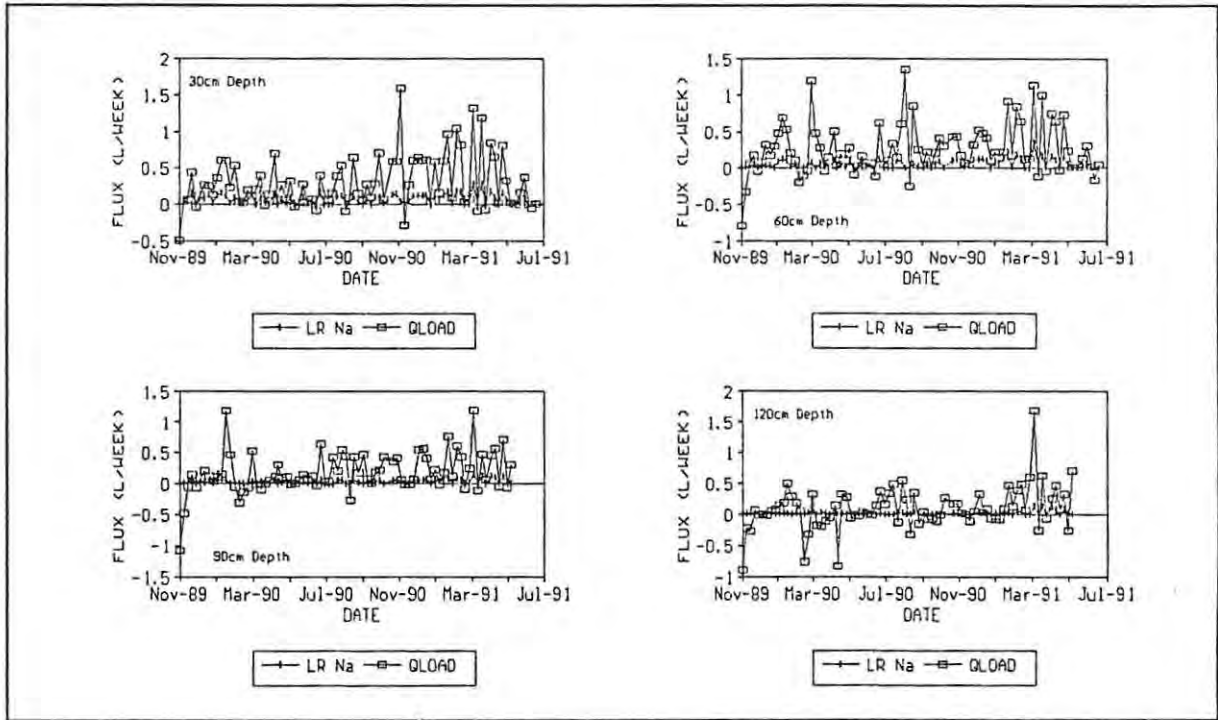 2
1.5
1
0.5
0
-0.5
30cm Depth
FLUX (L/WEEK)
Nov-89 Mar-90 Jul-90 Nov-90 Mar-91 Jul-91
DATE
LR Na QLOAD
1.5
1
0.5
0
-0.5
-1
60cm Depth
FLUX (L/WEEK)
Nov-89 Mar-90 Jul-90 Nov-90 Mar-91 Jul-91
DATE
LR Na QLOAD
1.5
1
0.5
0
-0.5
-1
-1.5
90cm Depth
FLUX (L/WEEK)
Nov-89 Mar-90 Jul-90 Nov-90 Mar-91 Jul-91
DATE
LR Na QLOAD
2
1.5
1
0.5
0
-0.5
-1
120cm Depth
FLUX (L/WEEK)
Nov-89 Mar-90 Jul-90 Nov-90 Mar-91 Jul-91
DATE
LR Na QLOAD